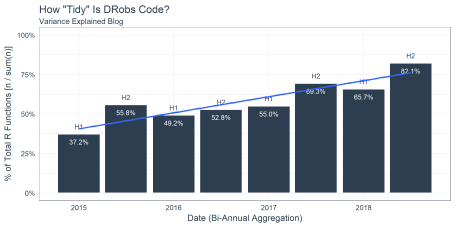 How "Tidy" Is DRobs Code?
Variance Explained Blog
% of Total R Functions [n / sum(n)]
100%
75%
50%
25%
0%
H1
37.2%
H2
55.8%
H1
49.2%
H2
52.8%
H1
55.0%
H2
69.3%
H1
65.7%
H2
82.1%
2015
2016
2017
2018
Date (Bi-Annual Aggregation)